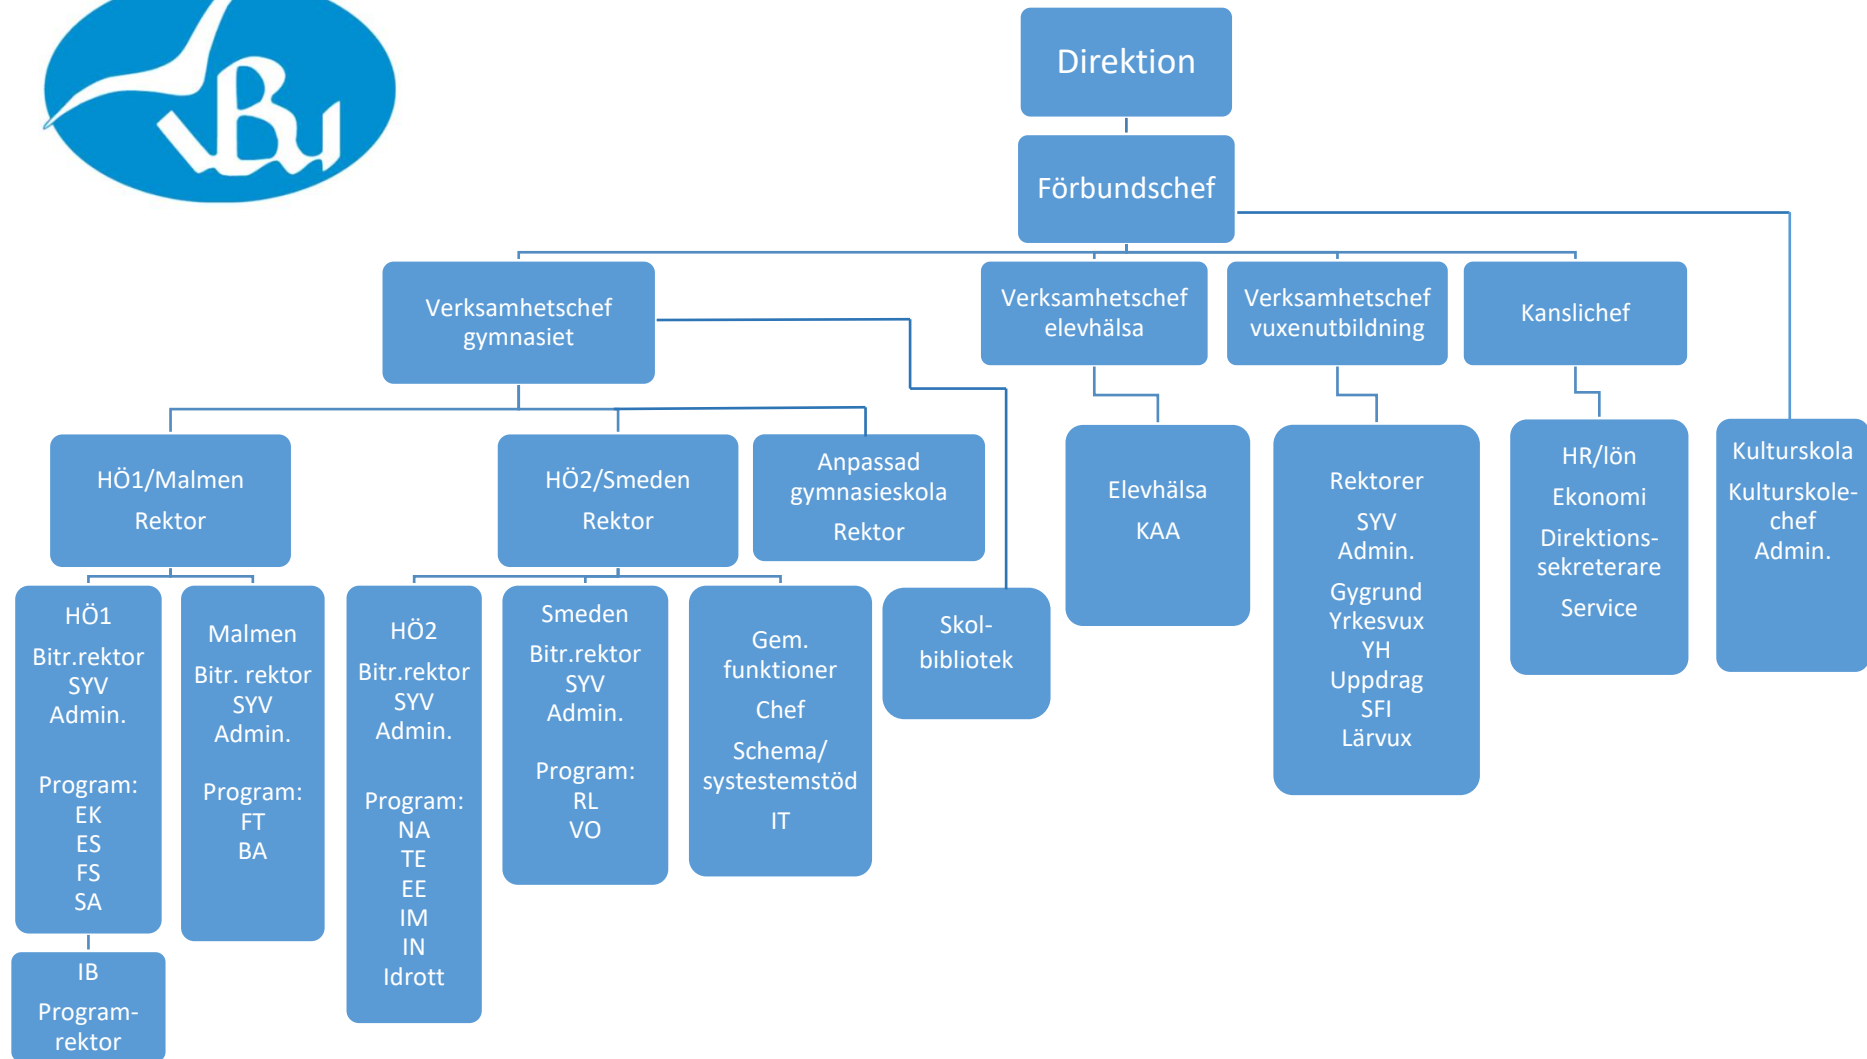 VBU
Direktion
Förbundschef
Verksamhetschef
gymnasiet
Verksamhetschef
elevhälsa
Verksamhetschef
vuxenutbildning
Kanslichef
HÖ1/Malmen
Rektor
HÖ2/Smeden
Rektor
Anpassad
gymnasieskola
Rektor
Skol-
bibliotek
Elevhälsa
KAA
Rektorer
SYV
Admin.
Gygrund
Yrkesvux
YH
Uppdrag
SFI
Lärvux
HR/lön
Ekonomi
Direktions-
sekreterare
Service
Kulturskola
Kulturskole-
chef
Admin.
HÖ1
Bitr.rektor
SYV
Admin.
Program:
EK
ES
FS
SA
IB
Program-
rektor
Malmen
Bitr. rektor
SYV
Admin.
Program:
FT
BA
HÖ2
Bitr.rektor
SYV
Admin.
Program:
NA
TE
EE
IM
IN
Idrott
Smeden
Bitr.rektor
SYV
Admin.
Program:
RL
VO
Gem.
funktioner
Chef
Schema/
systestemstöd
IT